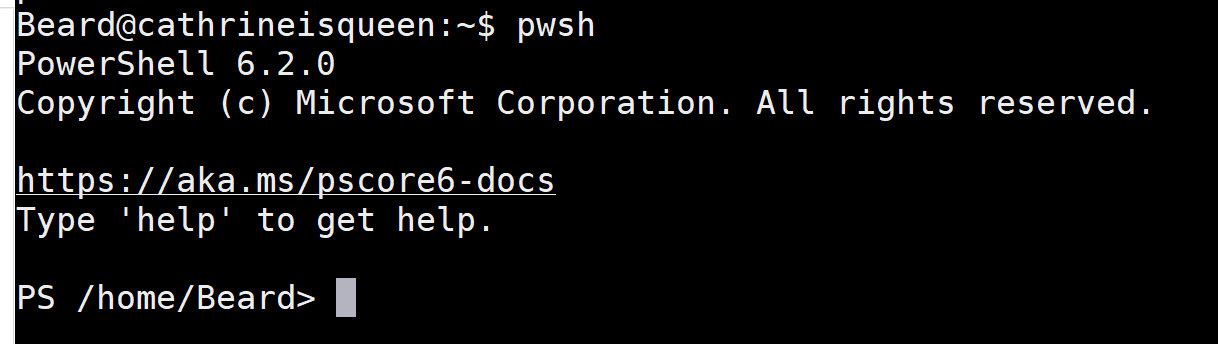 Beard@cathrineisqueen:~$ pwsh
PowerShell 6.2.0
Copyright (c) Microsoft Corporation. All rights reserved.
https://aka.ms/pscore6-docs
Type 'help' to get help.
PS /home/Beard>